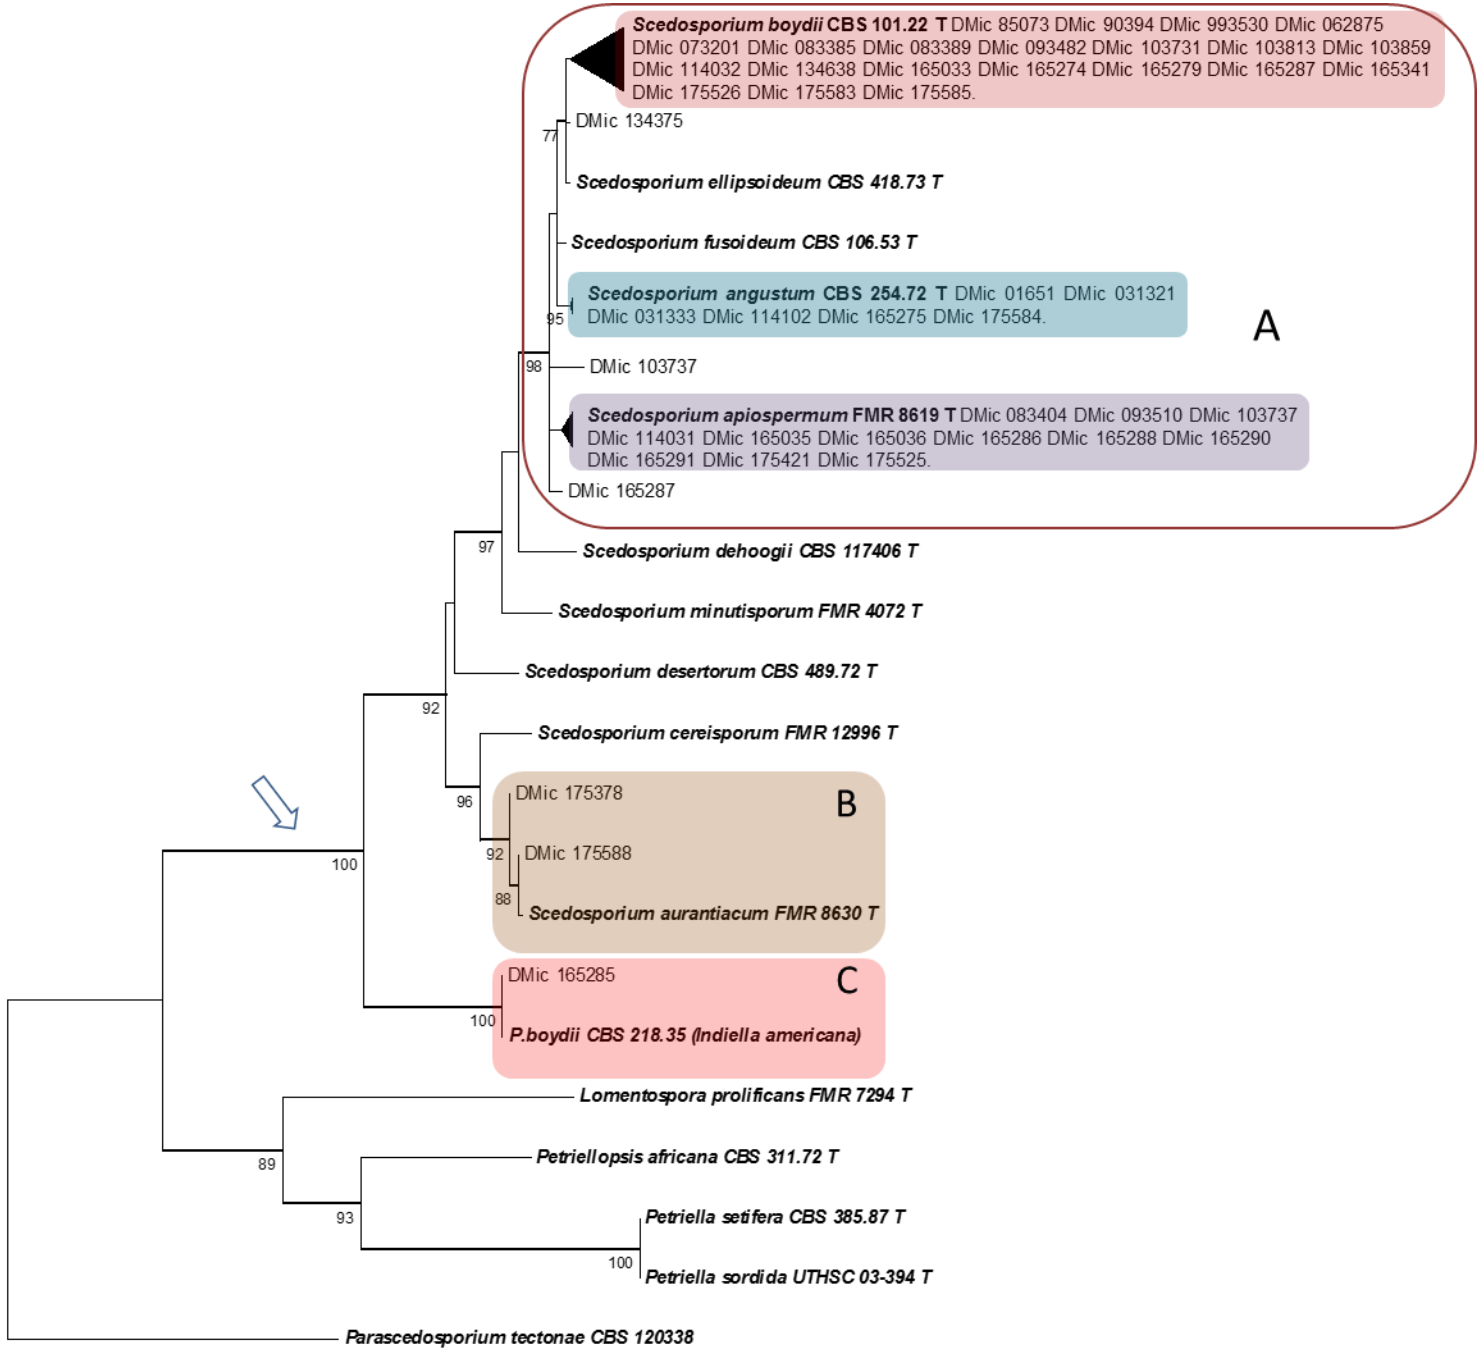 Scedosporium boydii CBS 101.22 T DMic 85073 DMic 90394 DMic 993530 DMic 062875
DMic 073201 DMic 083385 DMic 083389 DMic 093482 DMic 103731 DMic 103813 DMic 103859
DMic 114032 DMic 134638 DMic 165033 DMic 165274 DMic 165279 DMic 165287 DMic 165341
DMic 175526 DMic 175583 DMic 175585.
DMic 134375
77
Scedosporium ellipsoideum CBS 418.73 T
Scedosporium fusoideum CBS 106.53 T
Scedosporium angustum CBS 254.72 T DMic 01651 DMic 031321
DMic 031333 DMic 114102 DMic 165275 DMic 175584.
95
A
98
DMic 103737
Scedosporium apiospermum FMR 8619 T DMic 083404 DMic 093510 DMic 103737
DMic 114031 DMic 165035 DMic 165036 DMic 165286 DMic 165288 DMic 165290
DMic 165291 DMic 175421 DMic 175525.
DMic 165287
97
Scedosporium dehoogii CBS 117406 T
Scedosporium minutisporum FMR 4072 T
Scedosporium desertorum CBS 489.72 T
92
Scedosporium cereisporum FMR 12996 T
96
DMic 175378
B
92
DMic 175588
100
88
Scedosporium aurantiacum FMR 8630 T
DMic 165285
C
100
P.boydii CBS 218.35 (Indiella americana)
Lomentospora prolificans FMR 7294 T
89
Petriellopsis africana CBS 311.72 T
93
Petriella setifera CBS 385.87 T
100
Petriella sordida UTHSC 03-394 T
Parascedosporium tectonae CBS 120338